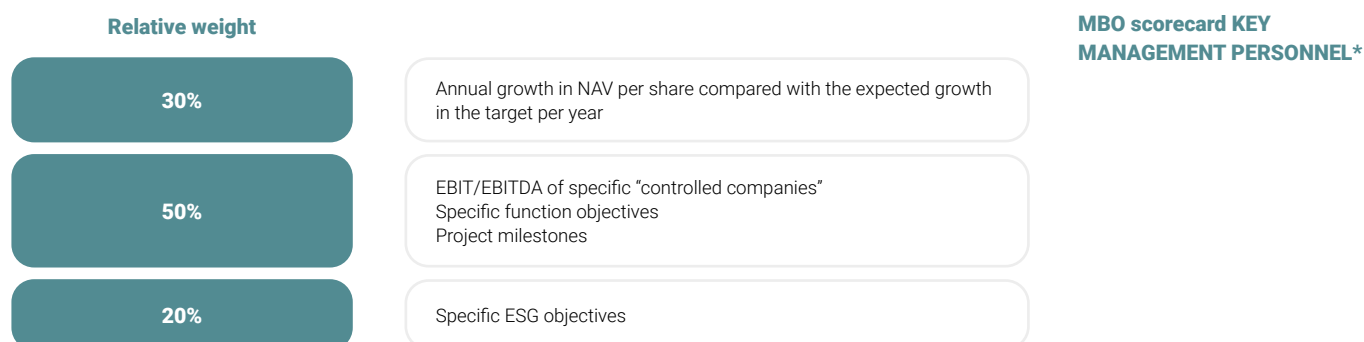 Relative weight
MBO scorecard KEY
MANAGEMENT PERSONNEL*
30%
Annual growth in NAV per share compared with the expected growth
in the target per year
50%
EBIT/EBITDA of specific “controlled companies”
Specific function objectives
Project milestones
20%
Specific ESG objectives